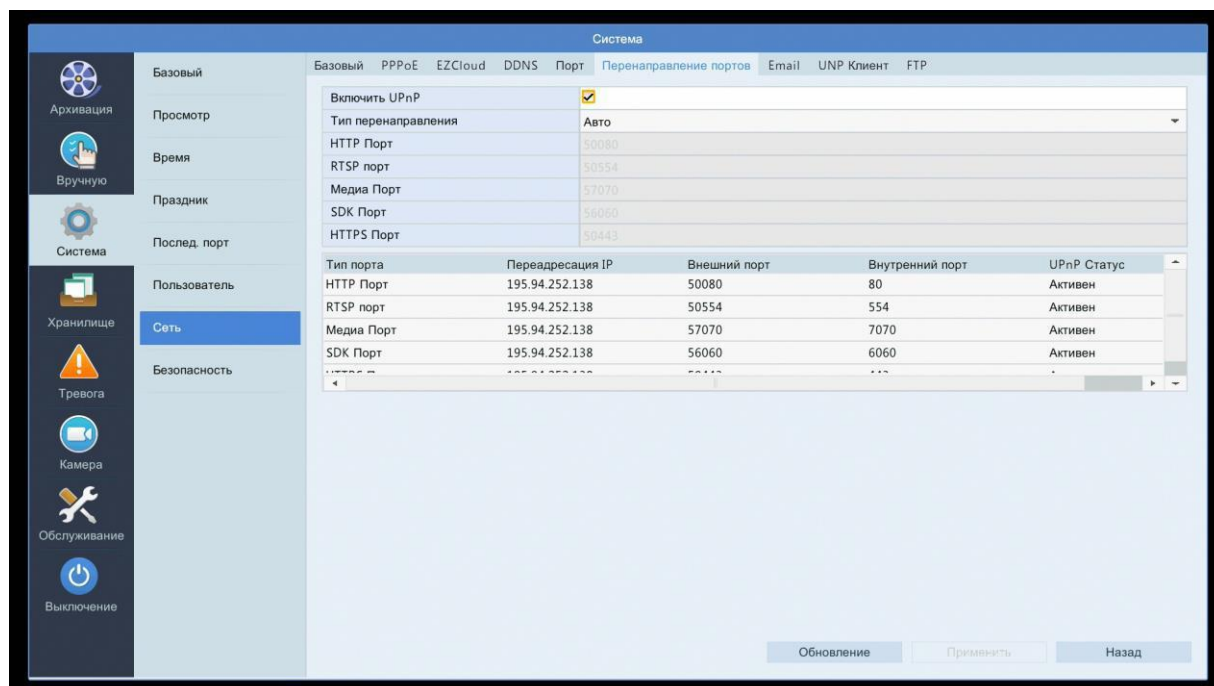 Система
Базовый PPPoE EZCloud DDNS Порт Перенаправление портов Email UNP Клиент FTP
Архивация
Вручную
Система
Хранилище
Тревога
Камера
Обслуживание
Выключение
Базовый
Просмотр
Время
Праздник
Послед. порт
Пользователь
Сеть
Безопасность
Включить UPnP
Тип перенаправления Авто
HTTP Порт 50080
RTSP порт 50554
Медиа Порт 57070
SDK Порт 56060
HTTPS Порт 50443
Тип порта Переадресация IP Внешний порт Внутренний порт UPnP Статус
HTTP Порт 195.94.252.138 50080 80 Активен
RTSP порт 195.94.252.138 50554 554 Активен
Медиа Порт 195.94.252.138 57070 7070 Активен
SDK Порт 195.94.252.138 56060 6060 Активен
Обновление Применить Назад